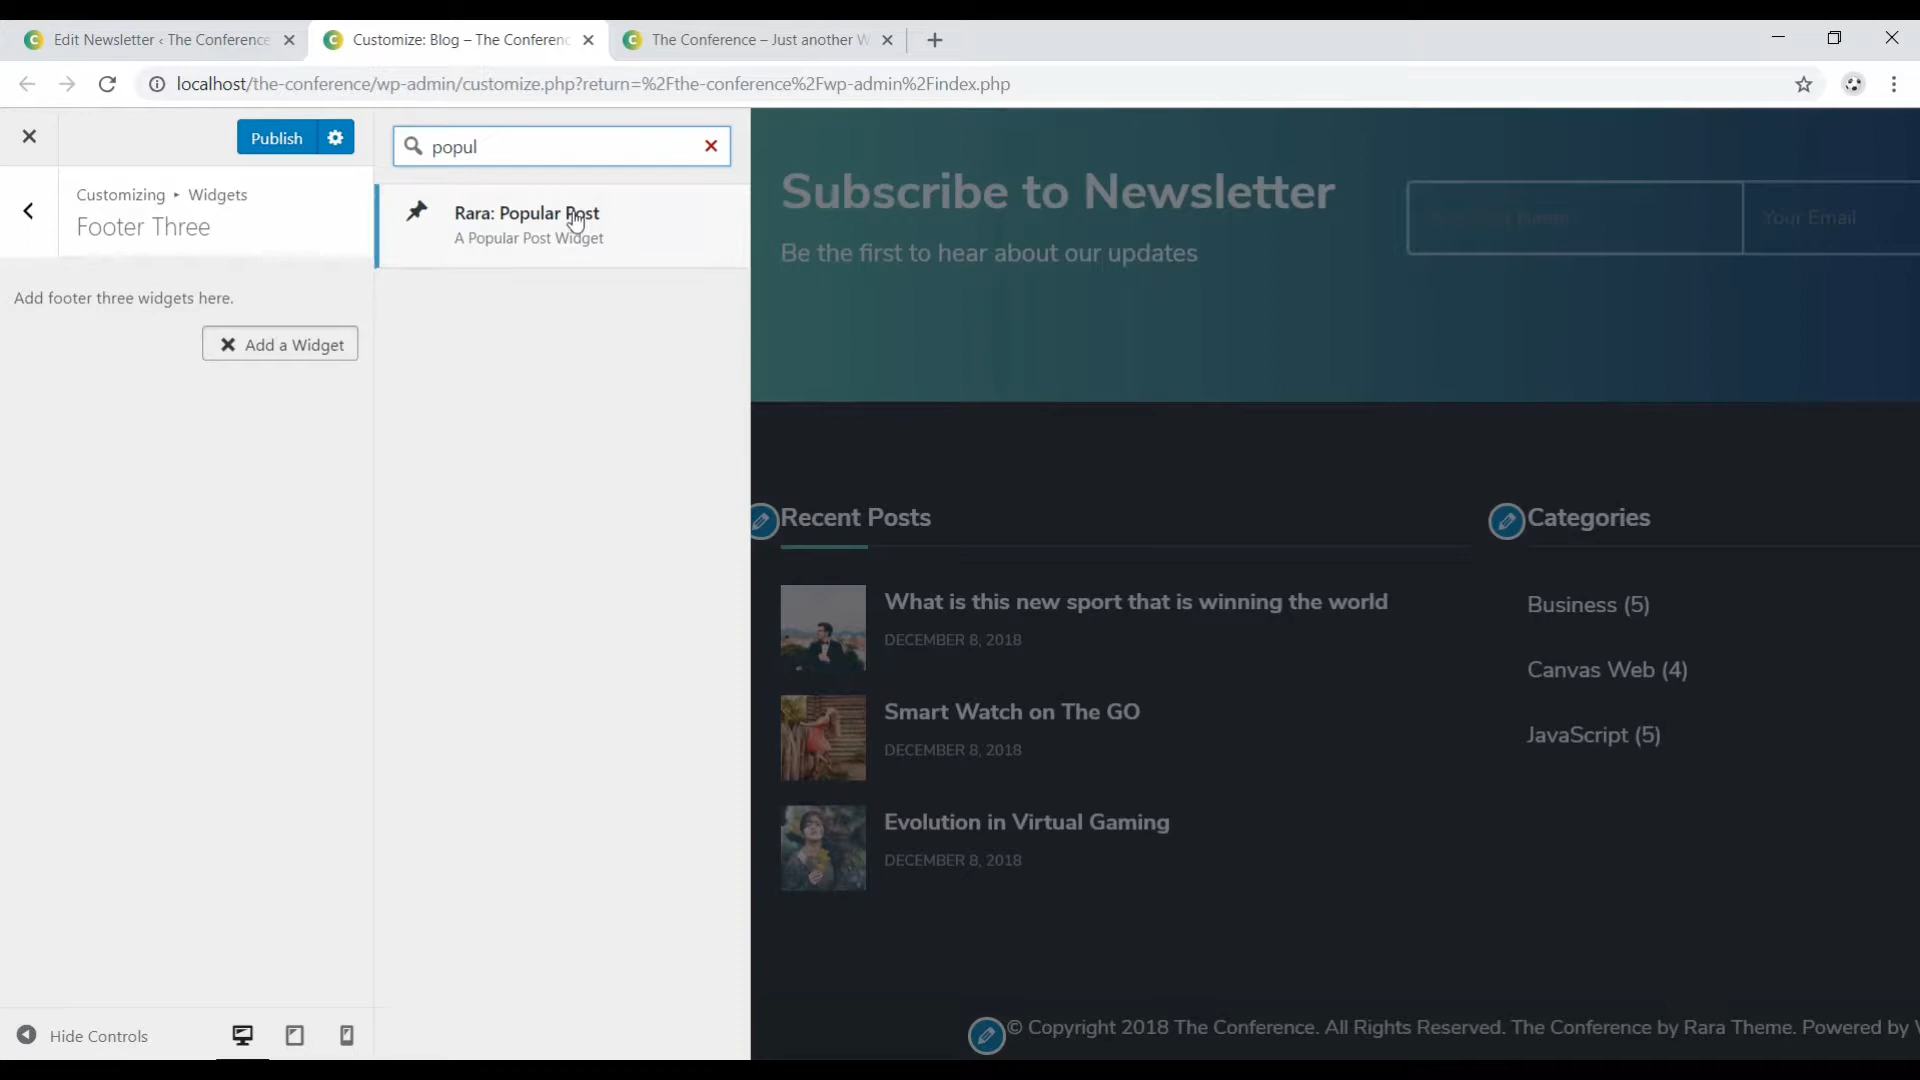 Edit Newsletter ‹ The Conference
Customize: Blog – The Conferenc
The Conference – Just another W
localhost/the-conference/wp-admin/customize.php?return=%2Fthe-conference%2Fwp-admin%2Findex.php
Publish
Customizing ▸ Widgets
Footer Three
Add footer three widgets here.
Add a Widget
Hide Controls
popul
Rara: Popular Post
A Popular Post Widget
Subscribe to Newsletter
Be the first to hear about our updates
Your Email
Recent Posts
What is this new sport that is winning the world
DECEMBER 8, 2018
Smart Watch on The GO
DECEMBER 8, 2018
Evolution in Virtual Gaming
DECEMBER 8, 2018
Categories
Business (5)
Canvas Web (4)
JavaScript (5)
© Copyright 2018 The Conference. All Rights Reserved. The Conference by Rara Theme. Powered by